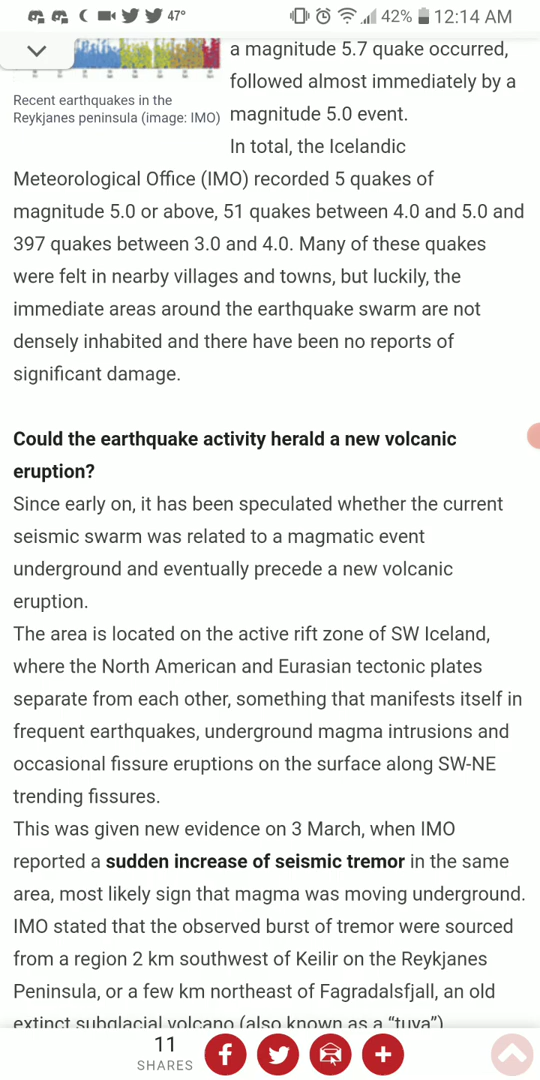 47°
42%
12:14 AM
a magnitude 5.7 quake occurred,
followed almost immediately by a
Recent earthquakes in the
Reykjanes peninsula (image: IMO)
magnitude 5.0 event.
In total, the Icelandic
Meteorological Office (IMO) recorded 5 quakes of
magnitude 5.0 or above, 51 quakes between 4.0 and 5.0 and
397 quakes between 3.0 and 4.0. Many of these quakes
were felt in nearby villages and towns, but luckily, the
immediate areas around the earthquake swarm are not
densely inhabited and there have been no reports of
significant damage.
Could the earthquake activity herald a new volcanic
eruption?
Since early on, it has been speculated whether the current
seismic swarm was related to a magmatic event
underground and eventually precede a new volcanic
eruption.
The area is located on the active rift zone of SW Iceland,
where the North American and Eurasian tectonic plates
separate from each other, something that manifests itself in
frequent earthquakes, underground magma intrusions and
occasional fissure eruptions on the surface along SW-NE
trending fissures.
This was given new evidence on 3 March, when IMO
reported a sudden increase of seismic tremor in the same
area, most likely sign that magma was moving underground.
IMO stated that the observed burst of tremor were sourced
from a region 2 km southwest of Keilir on the Reykjanes
Peninsula, or a few km northeast of Fagradalsfjall, an old
extinct subglacial volcano (also known as a “tuya”)
11
SHARES